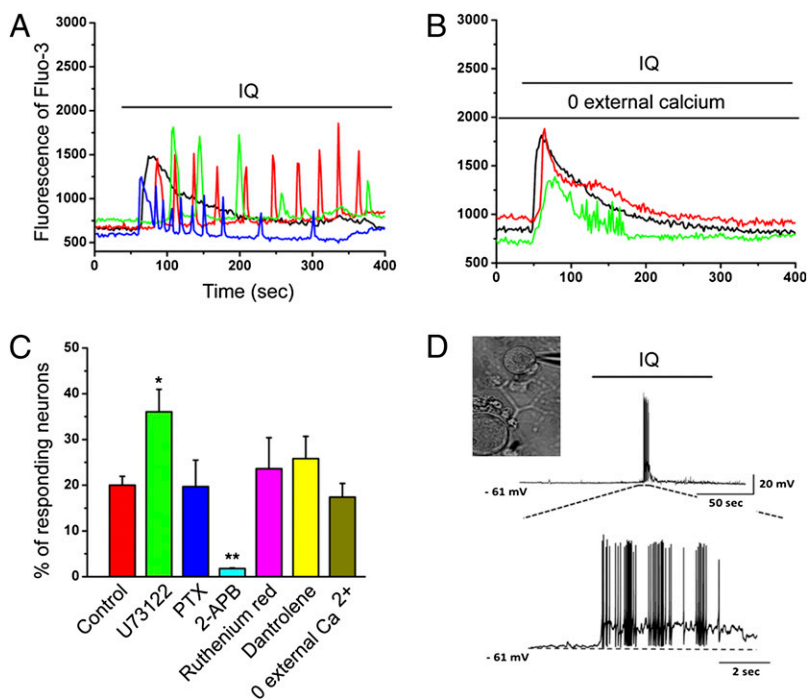 A
3000
2500
2000
1500
1000
500
Fluorescence of Fluo-3
IQ
0 100 200 300 400
Time (sec)
B
3000
2500
2000
1500
1000
500
IQ
0 external calcium
0 100 200 300 400
C
50
40
30
20
10
0
% of responding neurons
*
**
Control
U73122
PTX
2-APB
Ruthenium red
Dantrolene
0 external Ca 2+
D
IQ
- 61 mV
20 mV
50 sec
- 61 mV
2 sec